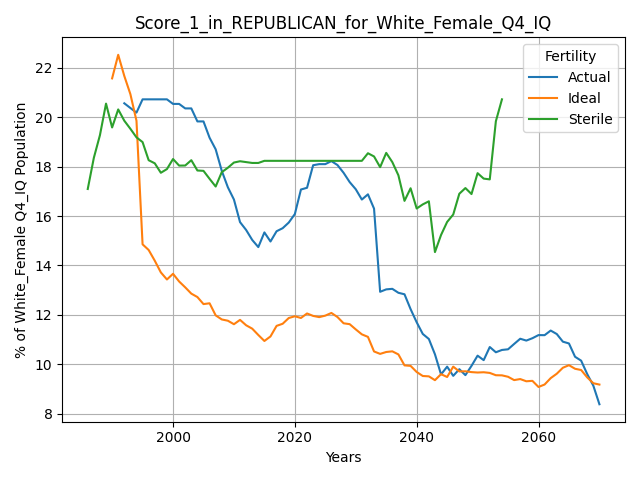 Score_1_in_REPUBLICAN_for_White_Female_Q4_IQ
Fertility
Actual
Ideal
Sterile
% of White_Female Q4_IQ Population
22
20
18
16
14
12
10
8
2000
2020
2040
2060
Years